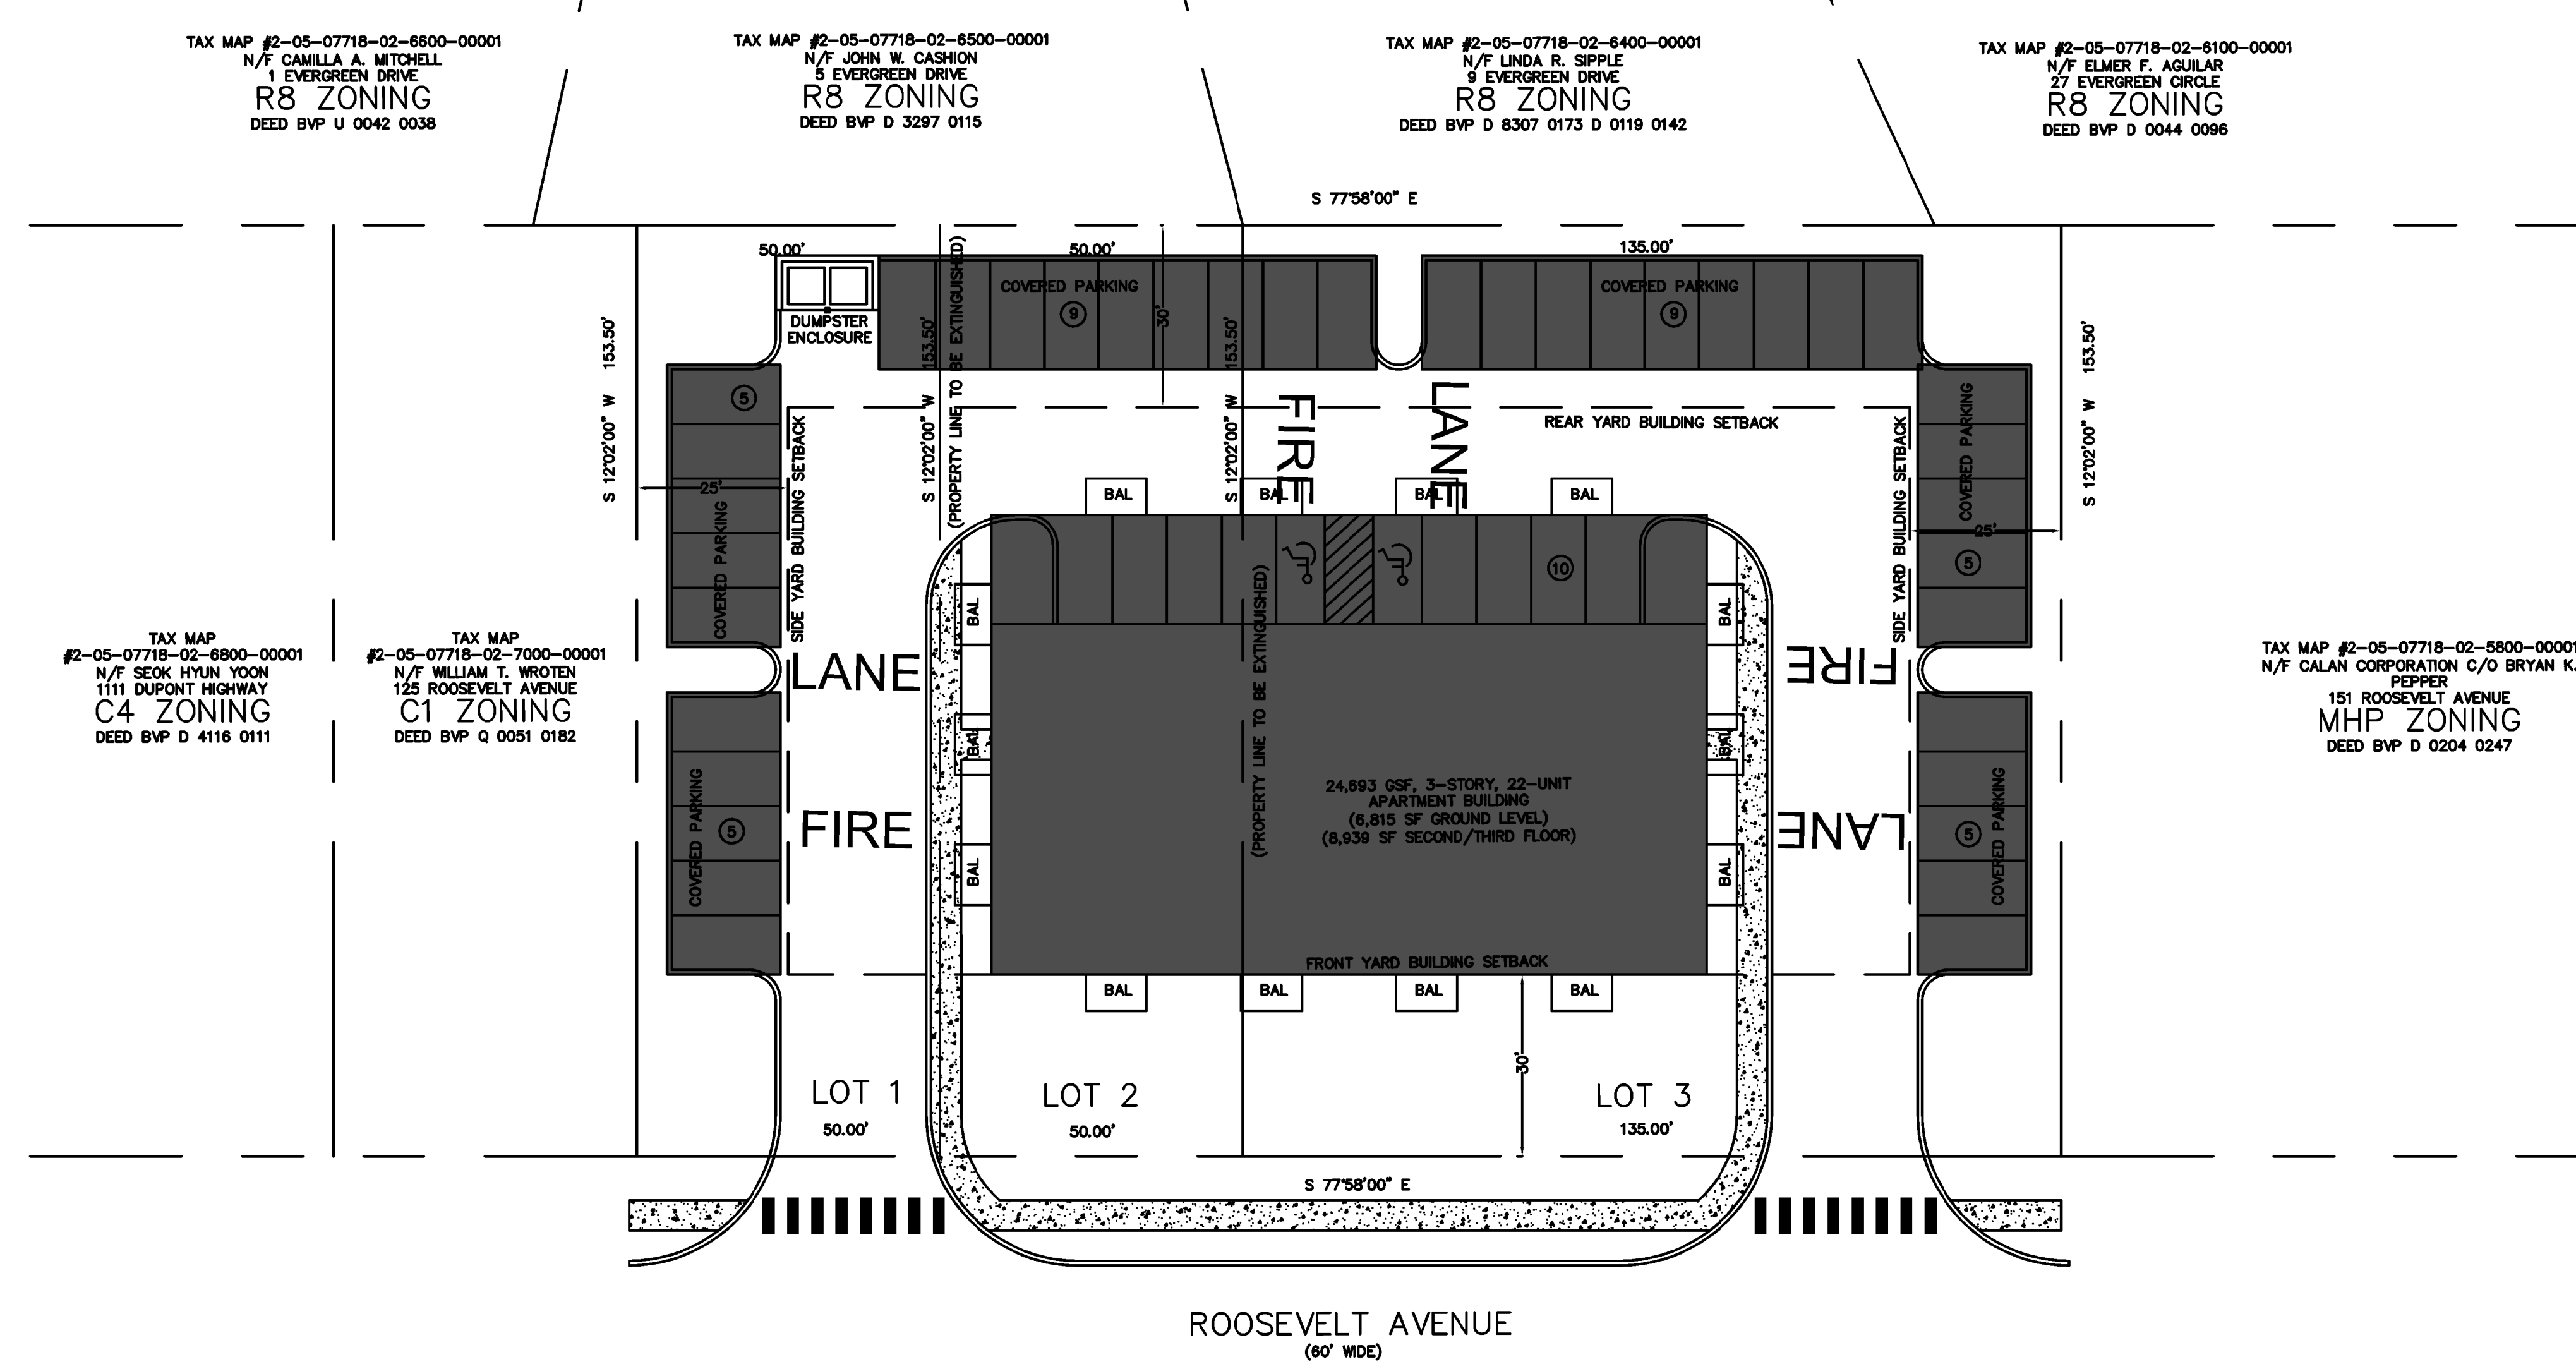 TAX MAP #2-05-07718-02-6600-00001
N/F CAMILLA A. MITCHELL
1 EVERGREEN DRIVE
R8 ZONING
DEED BVP U 0042 0038
TAX MAP #2-05-07718-02-6500-00001
N/F JOHN W. CASHION
5 EVERGREEN DRIVE
R8 ZONING
DEED BVP D 3297 0115
TAX MAP #2-05-07718-02-6400-00001
N/F LINDA R. SIPPLE
9 EVERGREEN DRIVE
R8 ZONING
DEED BVP D 8307 0173 D 0119 0142
TAX MAP #2-05-07718-02-6100-00001
N/F ELMER F. AGUILAR
27 EVERGREEN CIRCLE
R8 ZONING
DEED BVP D 0044 0096
S 77°58'00" E
50.00'
50.00'
135.00'
COVERED PARKING
9
COVERED PARKING
9
DUMPSTER
ENCLOSURE
30'
S 12°02'00" W 153.50'
S 12°02'00" W 153.50'
(PROPERTY LINE TO BE EXTINGUISHED)
S 12°02'00" W 153.50'
S 12°02'00" W 153.50'
FIRE
LANE
REAR YARD BUILDING SETBACK
5
25'
COVERED PARKING
SIDE YARD BUILDING SETBACK
SIDE YARD BUILDING SETBACK
COVERED PARKING
25'
5
BAL
BAL
BAL
BAL
10
BAL
BAL
(PROPERTY LINE TO BE EXTINGUISHED)
TAX MAP
#2-05-07718-02-6800-00001
N/F SEOK HYUN YOON
1111 DUPONT HIGHWAY
C4 ZONING
DEED BVP D 4116 0111
TAX MAP
#2-05-07718-02-7000-00001
N/F WILLIAM T. WROTEN
125 ROOSEVELT AVENUE
C1 ZONING
DEED BVP Q 0051 0182
LANE
FIRE
FIRE
LANE
TAX MAP #2-05-07718-02-5800-00001
N/F CALAN CORPORATION C/O BRYAN K.
PEPPER
151 ROOSEVELT AVENUE
MHP ZONING
DEED BVP D 0204 0247
BAL
BAL
COVERED PARKING
5
24,693 GSF, 3-STORY, 22-UNIT
APARTMENT BUILDING
(6,815 SF GROUND LEVEL)
(8,939 SF SECOND/THIRD FLOOR)
5
COVERED PARKING
BAL
BAL
FRONT YARD BUILDING SETBACK
BAL
BAL
BAL
BAL
30'
LOT 1
50.00'
LOT 2
50.00'
LOT 3
135.00'
S 77°58'00" E
ROOSEVELT AVENUE
(60' WIDE)